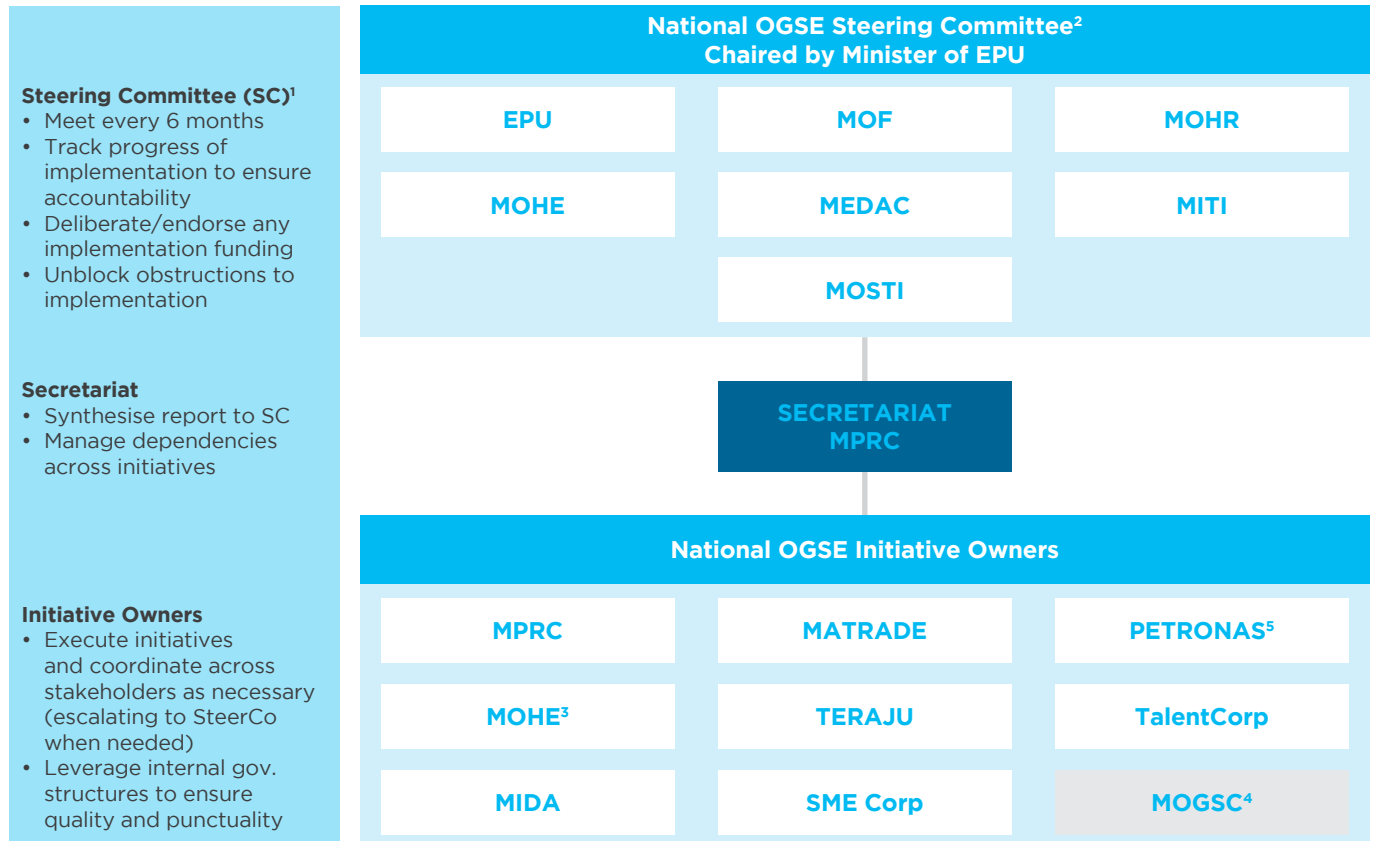 National OGSE Steering Committee²
Chaired by Minister of EPU
Steering Committee (SC)¹
• Meet every 6 months
• Track progress of
implementation to ensure
accountability
• Deliberate/endorse any
implementation funding
• Unblock obstructions to
implementation
EPU
MOF
MOHR
MOHE
MEDAC
MITI
MOSTI
Secretariat
• Synthesise report to SC
• Manage dependencies
across initiatives
SECRETARIAT
MPRC
National OGSE Initiative Owners
Initiative Owners
• Execute initiatives
and coordinate across
stakeholders as necessary
(escalating to SteerCo
when needed)
• Leverage internal gov.
structures to ensure
quality and punctuality
MPRC
MATRADE
PETRONAS⁵
MOHE³
TERAJU
TalentCorp
MIDA
SME Corp
MOGSC⁴